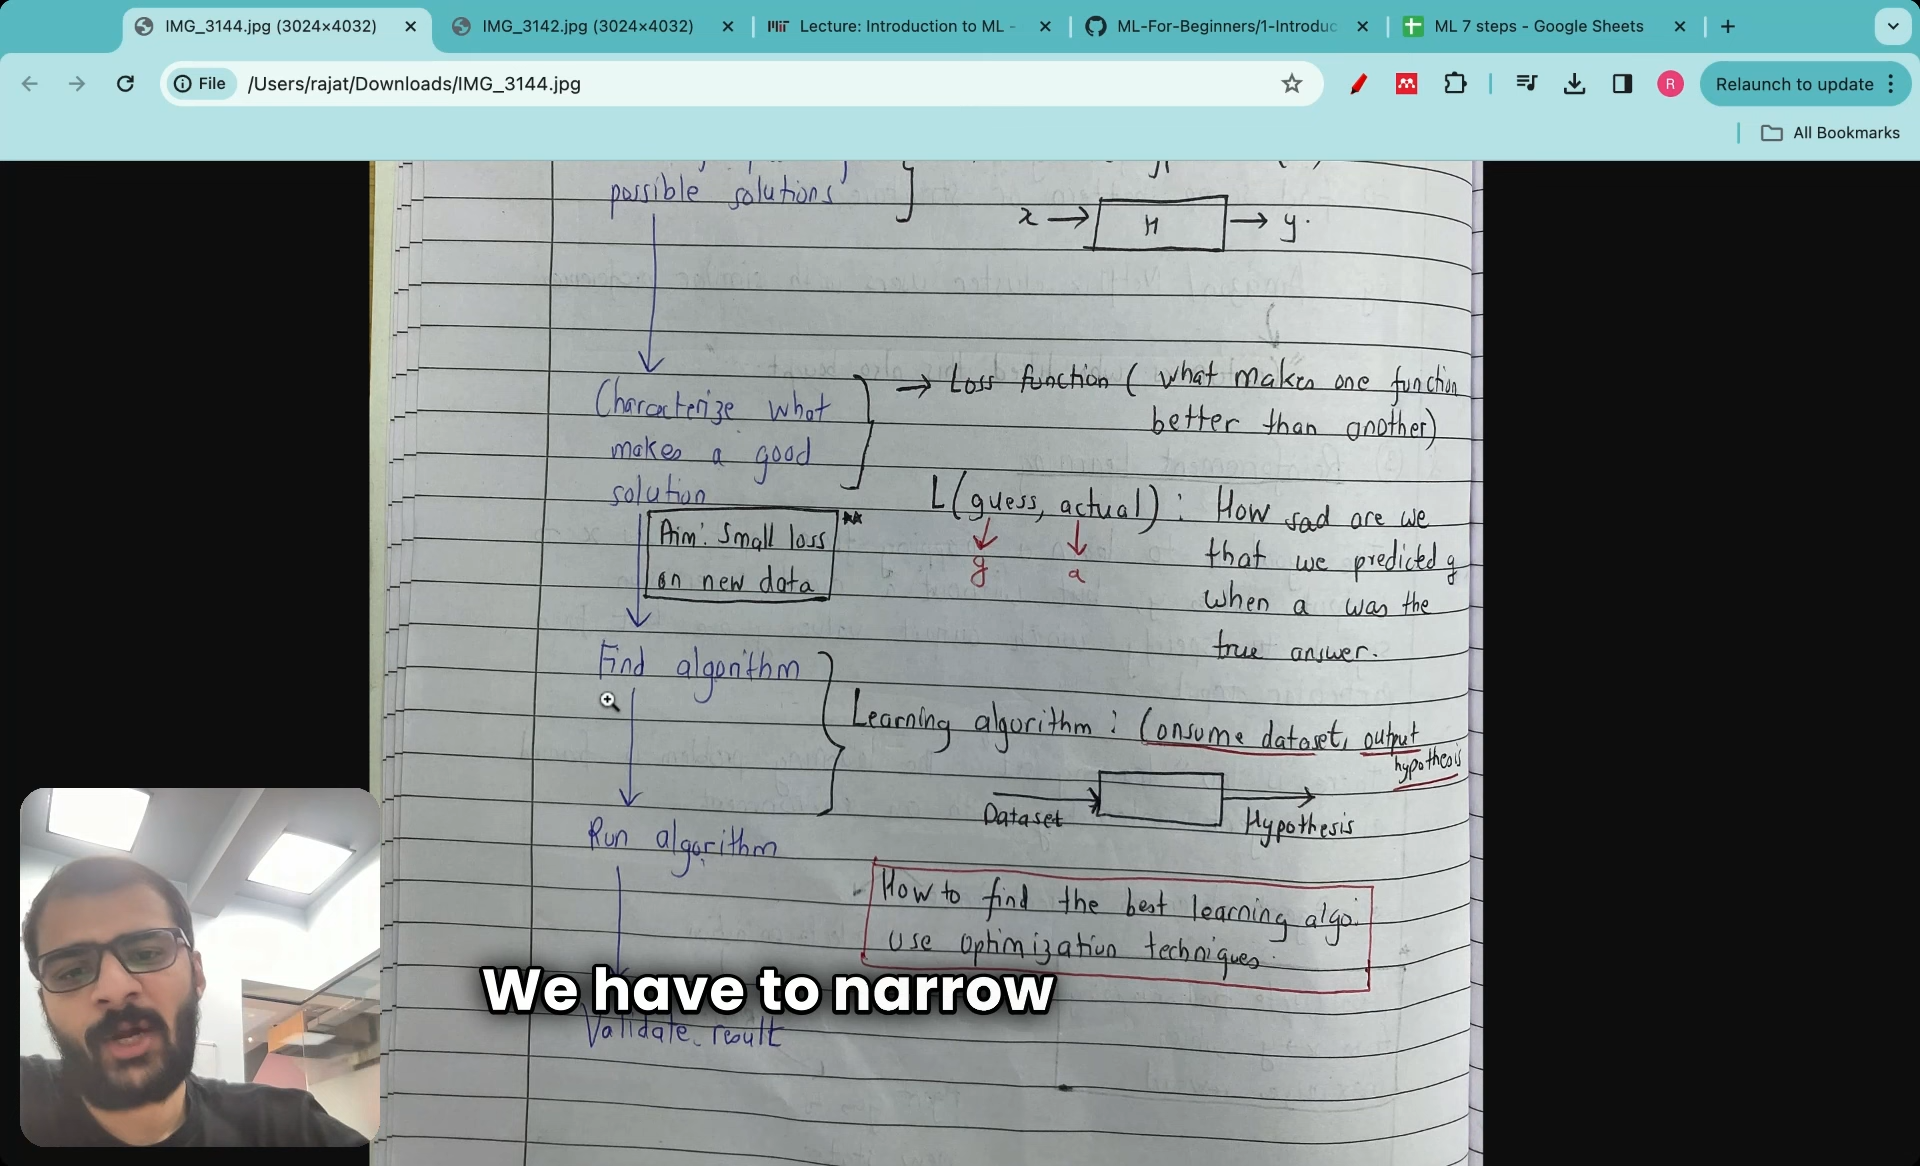 IMG_3144.jpg (3024×4032)
IMG_3142.jpg (3024×4032)
Lecture: Introduction to ML -
ML-For-Beginners/1-Introduc
ML 7 steps - Google Sheets
File
/Users/rajat/Downloads/IMG_3144.jpg
R
Relaunch to update
All Bookmarks
possible solutions
x → H → y.
Characterize what
makes a good
solution
→ Loss function ( what makes one function
better than another)
L(guess, actual) : How sad are we
that we predicted g
when a was the
true answer.
g
a
Aim: Small loss
on new data
**
Find algorithm
Learning algorithm : Consume dataset, output
hypothesis
Dataset
Hypothesis
Run algorithm
How to find the best learning algo.
use optimization techniques.
We have to narrow
Validate result